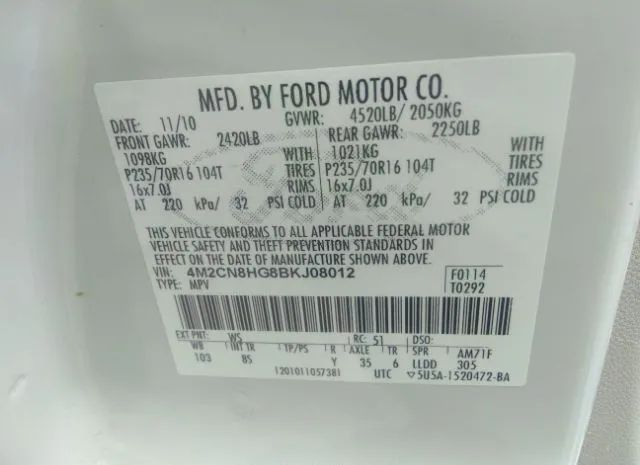 MFD. BY FORD MOTOR CO.
DATE: 11/10 GVWR: 4520LB/ 2050KG
FRONT GAWR: 2420LB REAR GAWR: 2250LB
1098KG WITH 1021KG WITH
P235/70R16 104T TIRES P235/70R16 104T TIRES
16x7.0J RIMS 16x7.0J RIMS
AT 220 kPa/ 32 PSI COLD AT 220 kPa/ 32 PSI COLD
THIS VEHICLE CONFORMS TO ALL APPLICABLE FEDERAL MOTOR
VEHICLE SAFETY AND THEFT PREVENTION STANDARDS IN
EFFECT ON THE DATE OF MANUFACTURE SHOWN ABOVE.
VIN: 4M2CN8HG8BKJ08012 F0114
TYPE: MPV T0292
EXT PNT: WS RC: 51 DSO:
WB INT TR TP/PS R AXLE TR SPR AM71F
103 85 Y 35 6 LLDD 305
1201011057381 UTC ▽5U5A-1520472-BA